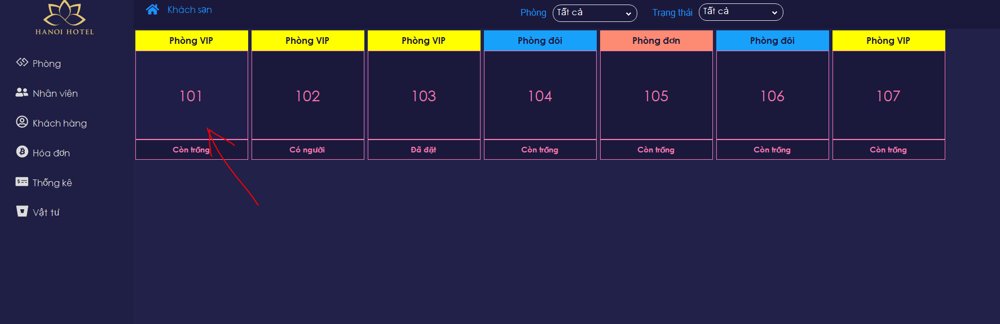 HANOI HOTEL
Khách sạn
Phòng Tất cả Trạng thái Tất cả
Phòng
Nhân viên
Khách hàng
Hóa đơn
Thống kê
Vật tư
Phòng VIP Phòng VIP Phòng VIP Phòng đôi Phòng đơn Phòng đôi Phòng VIP
101 102 103 104 105 106 107
Còn trống Có người Đã đặt Còn trống Còn trống Còn trống Còn trống